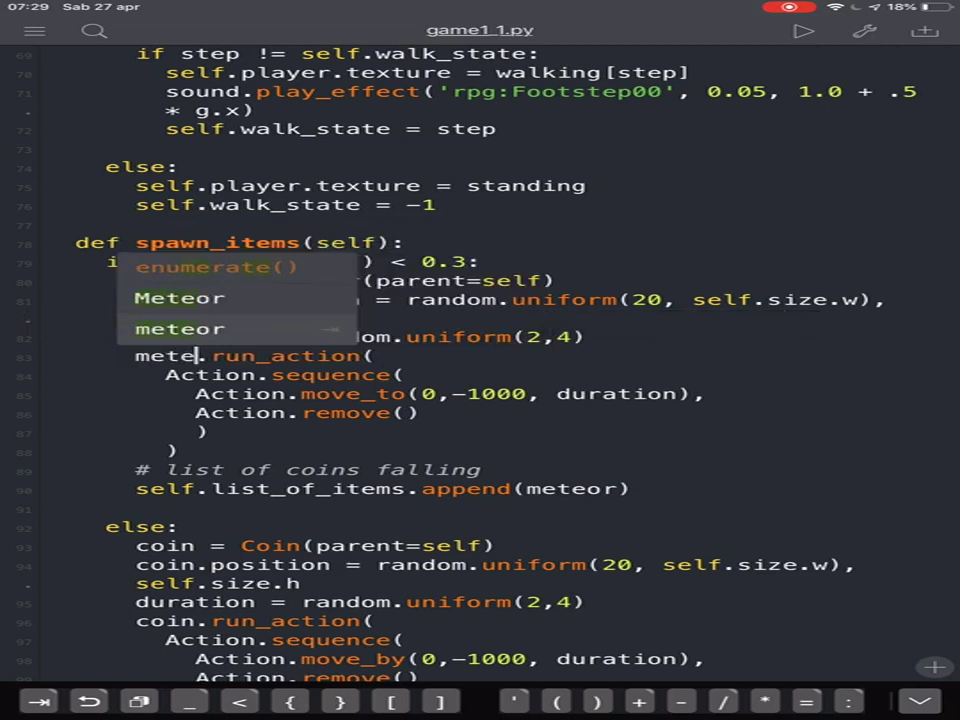 07:29 Sab 27 apr 18%
game1_1.py
69 if step != self.walk_state:
70 self.player.texture = walking[step]
71 sound.play_effect('rpg:Footstep00', 0.05, 1.0 + .5
* g.x)
72 self.walk_state = step
73
74 else:
75 self.player.texture = standing
76 self.walk_state = -1
77
78 def spawn_items(self):
79 i ) < 0.3:
enumerate()
80 (parent=self)
Meteor
81 = random.uniform(20, self.size.w),
meteor
82 om.uniform(2,4)
83 mete.run_action(
84 Action.sequence(
85 Action.move_to(0,-1000, duration),
86 Action.remove()
87 )
88 )
89 # list of coins falling
90 self.list_of_items.append(meteor)
91
92 else:
93 coin = Coin(parent=self)
94 coin.position = random.uniform(20, self.size.w),
self.size.h
95 duration = random.uniform(2,4)
96 coin.run_action(
97 Action.sequence(
98 Action.move_by(0,-1000, duration),
Action.remove()
_ < { } [ ] ' ( ) + - / * = :